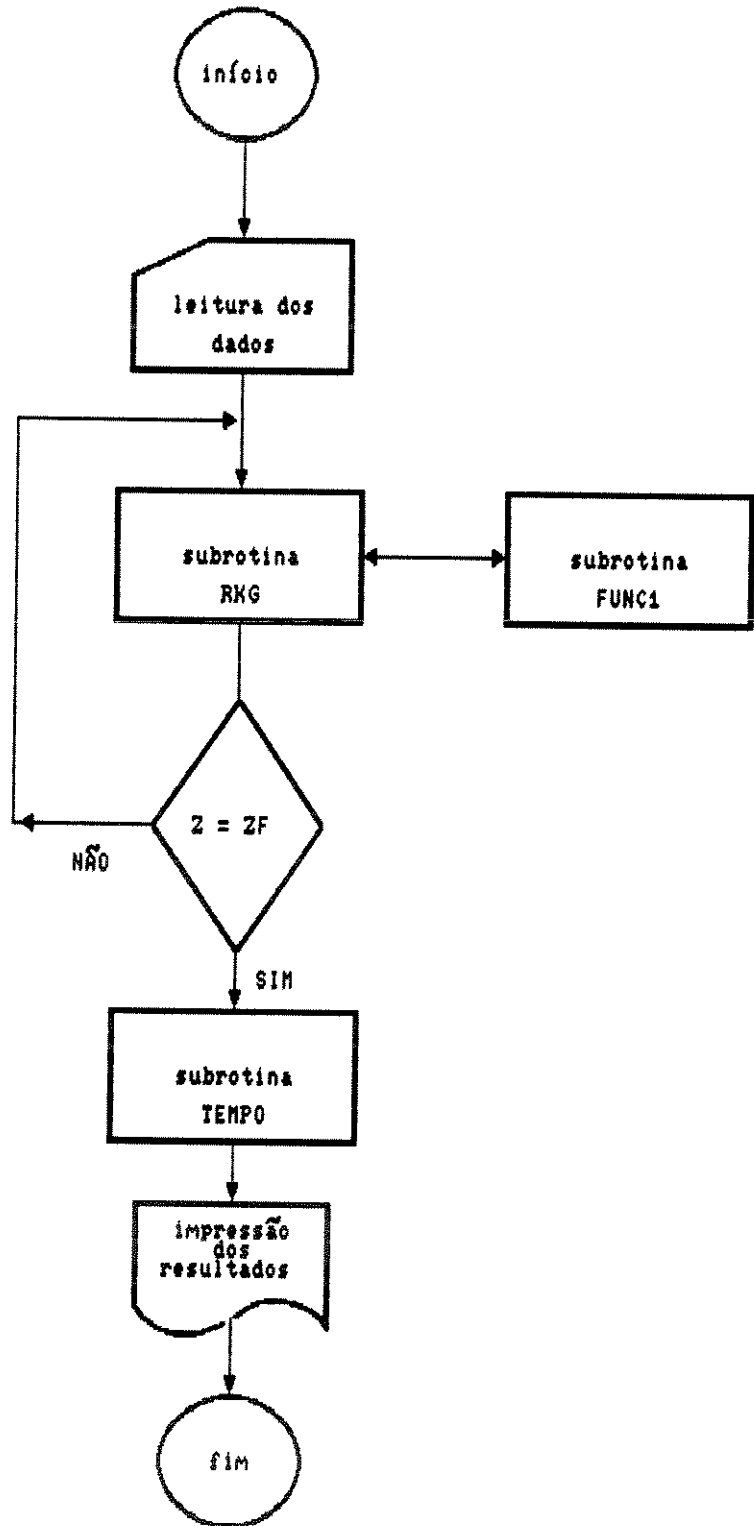 início
leitura dos
dados
subrotina
RKG
subrotina
FUNC1
Z = ZF
NÃO
SIM
subrotina
TEMPO
impressão
dos
resultados
fim